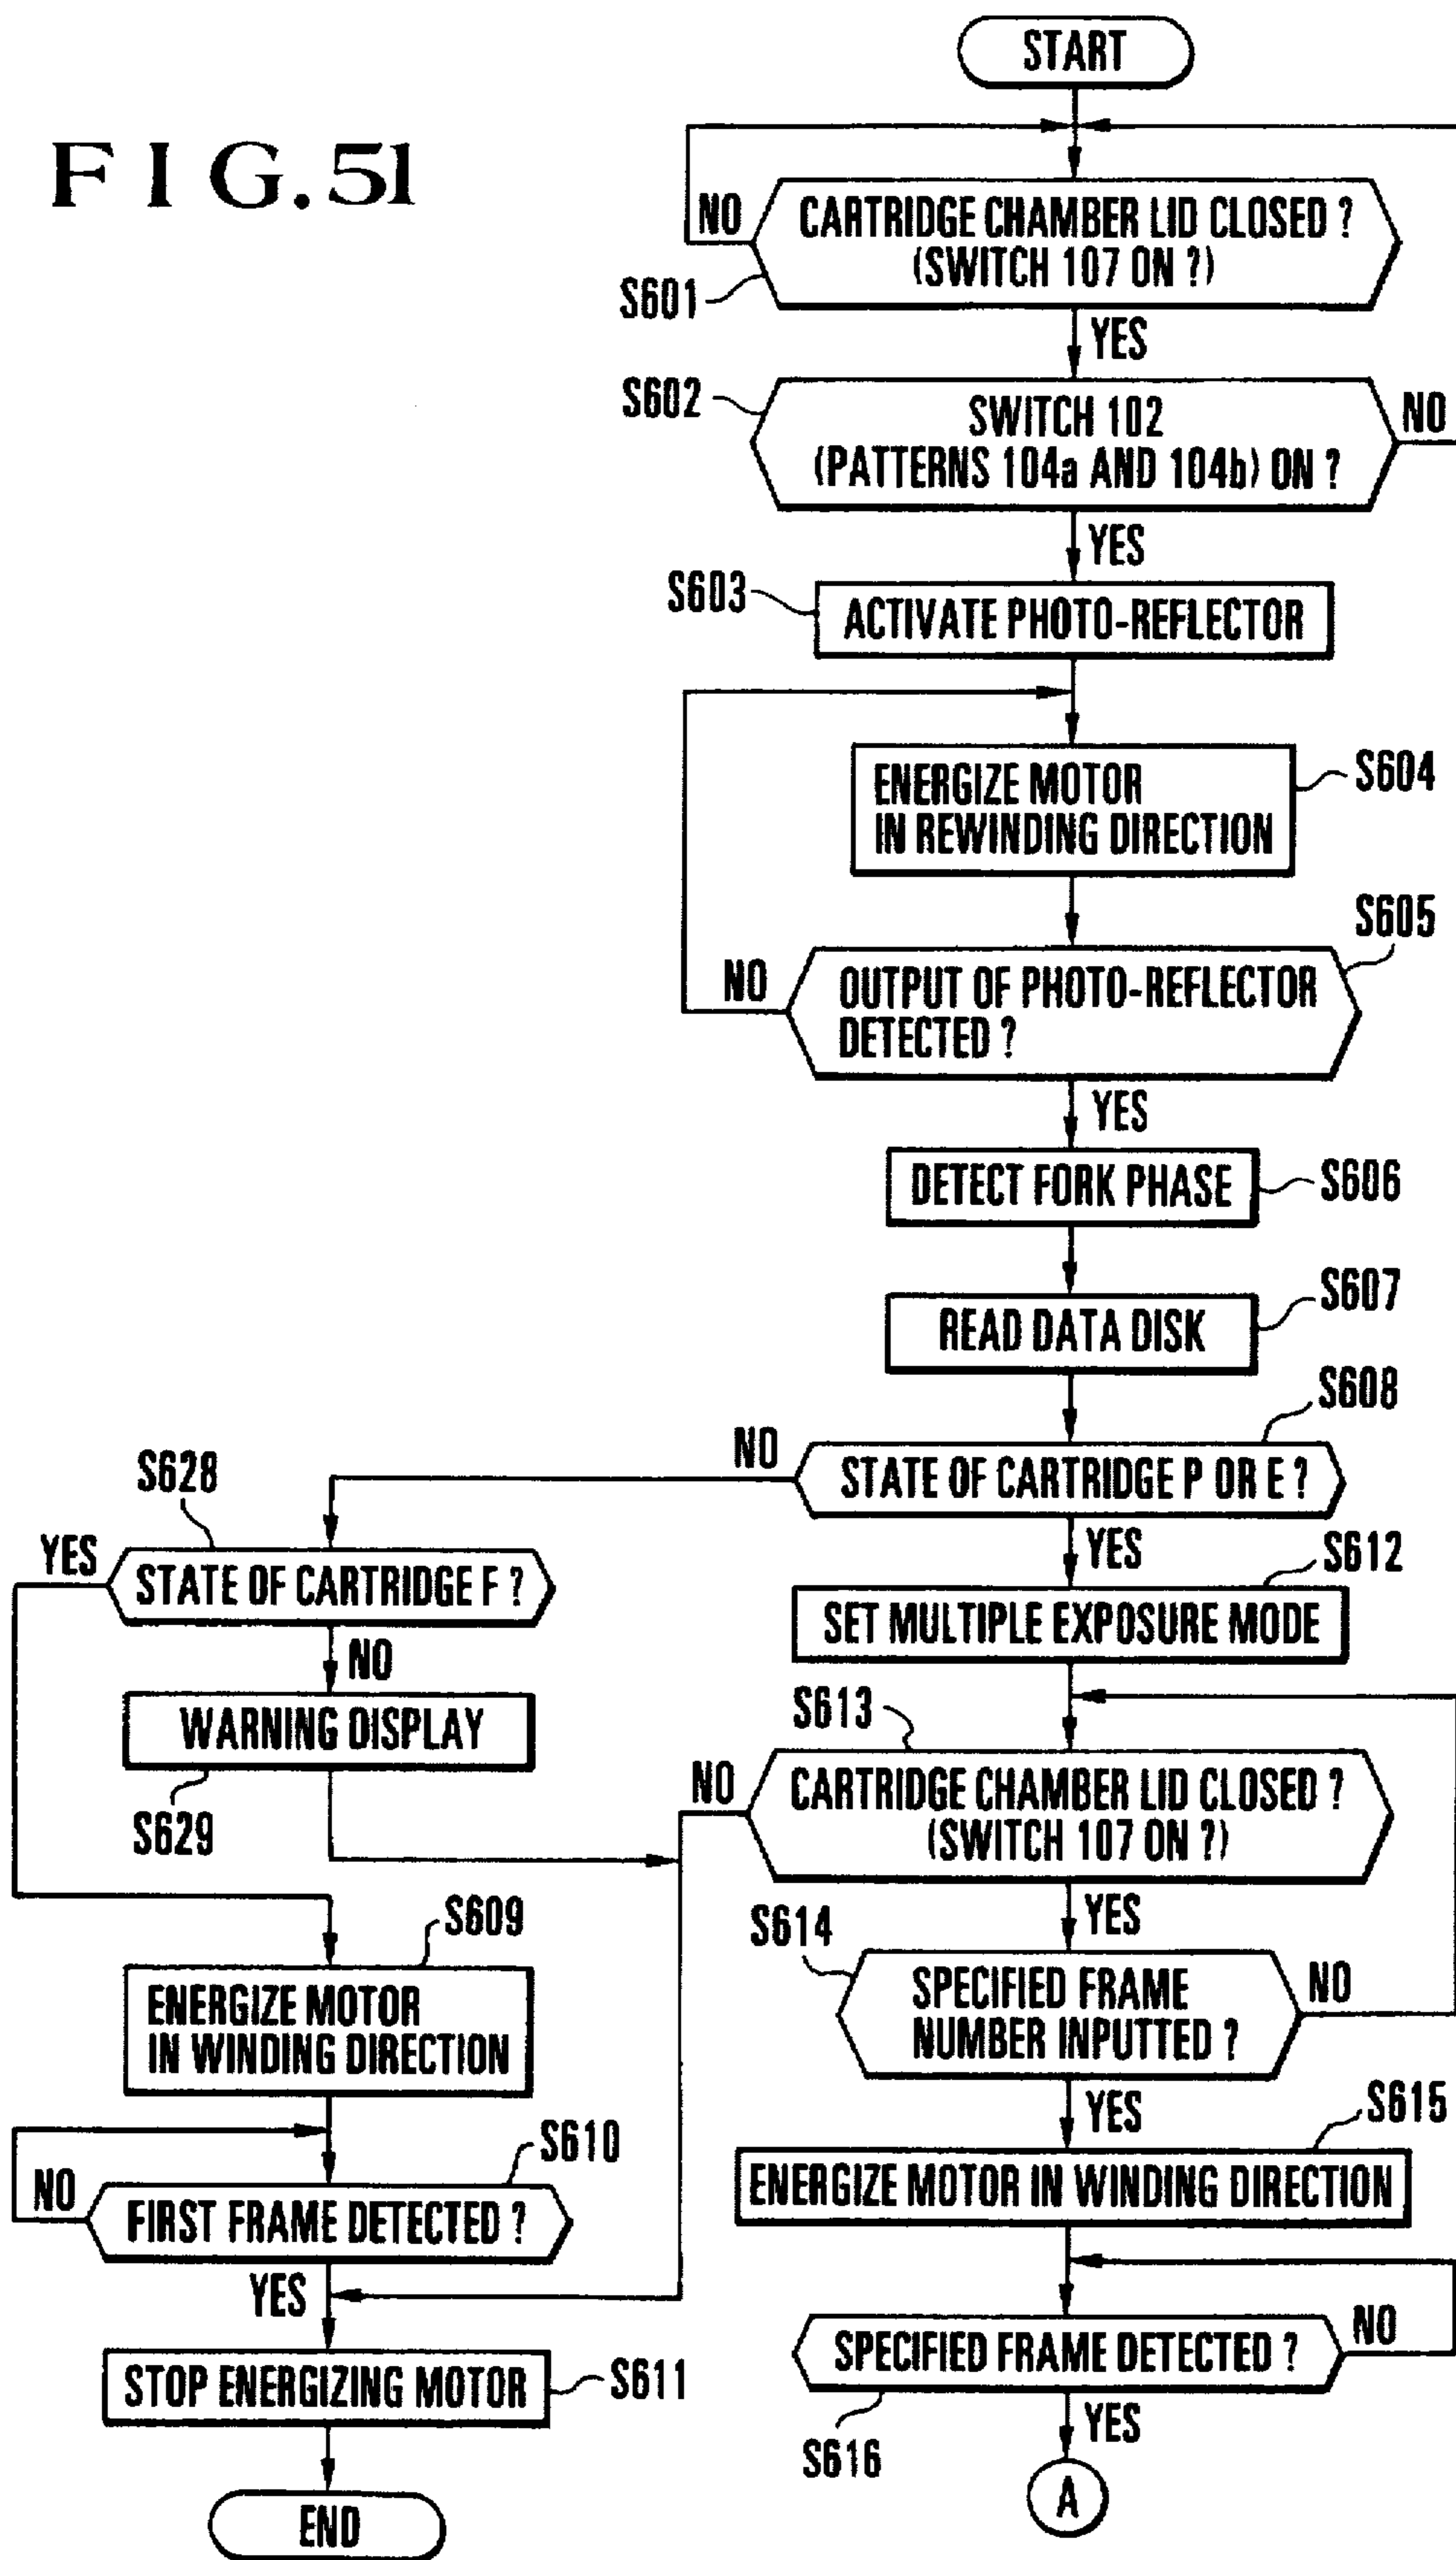 START
FIG. 51
NO
CARTRIDGE CHAMBER LID CLOSED ?
(SWITCH 107 ON ?)
S601
YES
S602
SWITCH 102
(PATTERNS 104a AND 104b) ON ?
NO
YES
S603
ACTIVATE PHOTO-REFLECTOR
ENERGIZE MOTOR
IN REWINDING DIRECTION
S604
S605
NO
OUTPUT OF PHOTO-REFLECTOR
DETECTED ?
YES
DETECT FORK PHASE
S606
READ DATA DISK
S607
S608
NO
STATE OF CARTRIDGE P OR E ?
YES
S628
YES
STATE OF CARTRIDGE F ?
NO
S612
SET MULTIPLE EXPOSURE MODE
WARNING DISPLAY
S629
S613
NO
CARTRIDGE CHAMBER LID CLOSED ?
(SWITCH 107 ON ?)
YES
S609
ENERGIZE MOTOR
IN WINDING DIRECTION
S614
SPECIFIED FRAME
NUMBER INPUTTED ?
NO
YES
S615
ENERGIZE MOTOR IN WINDING DIRECTION
S610
NO
FIRST FRAME DETECTED ?
YES
SPECIFIED FRAME DETECTED ?
NO
S616
YES
STOP ENERGIZING MOTOR
S611
A
END